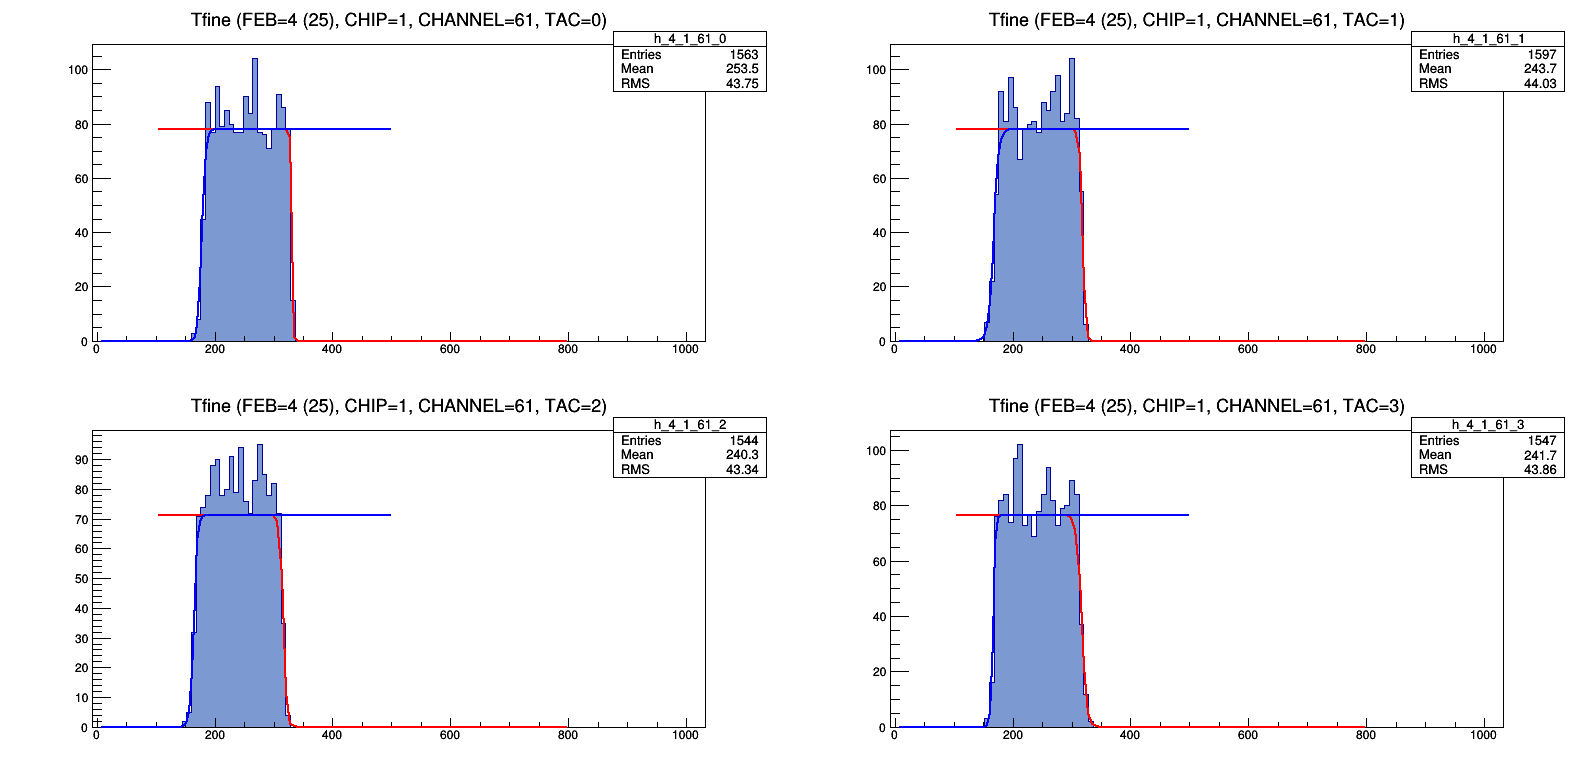 Tfine (FEB=4 (25), CHIP=1, CHANNEL=61, TAC=0)
h_4_1_61_0
Entries 1563
Mean 253.5
RMS 43.75
100
80
60
40
20
0
0 200 400 600 800 1000
Tfine (FEB=4 (25), CHIP=1, CHANNEL=61, TAC=1)
h_4_1_61_1
Entries 1597
Mean 243.7
RMS 44.03
100
80
60
40
20
0
0 200 400 600 800 1000
Tfine (FEB=4 (25), CHIP=1, CHANNEL=61, TAC=2)
h_4_1_61_2
Entries 1544
Mean 240.3
RMS 43.34
90
80
70
60
50
40
30
20
10
0
0 200 400 600 800 1000
Tfine (FEB=4 (25), CHIP=1, CHANNEL=61, TAC=3)
h_4_1_61_3
Entries 1547
Mean 241.7
RMS 43.86
100
80
60
40
20
0
0 200 400 600 800 1000